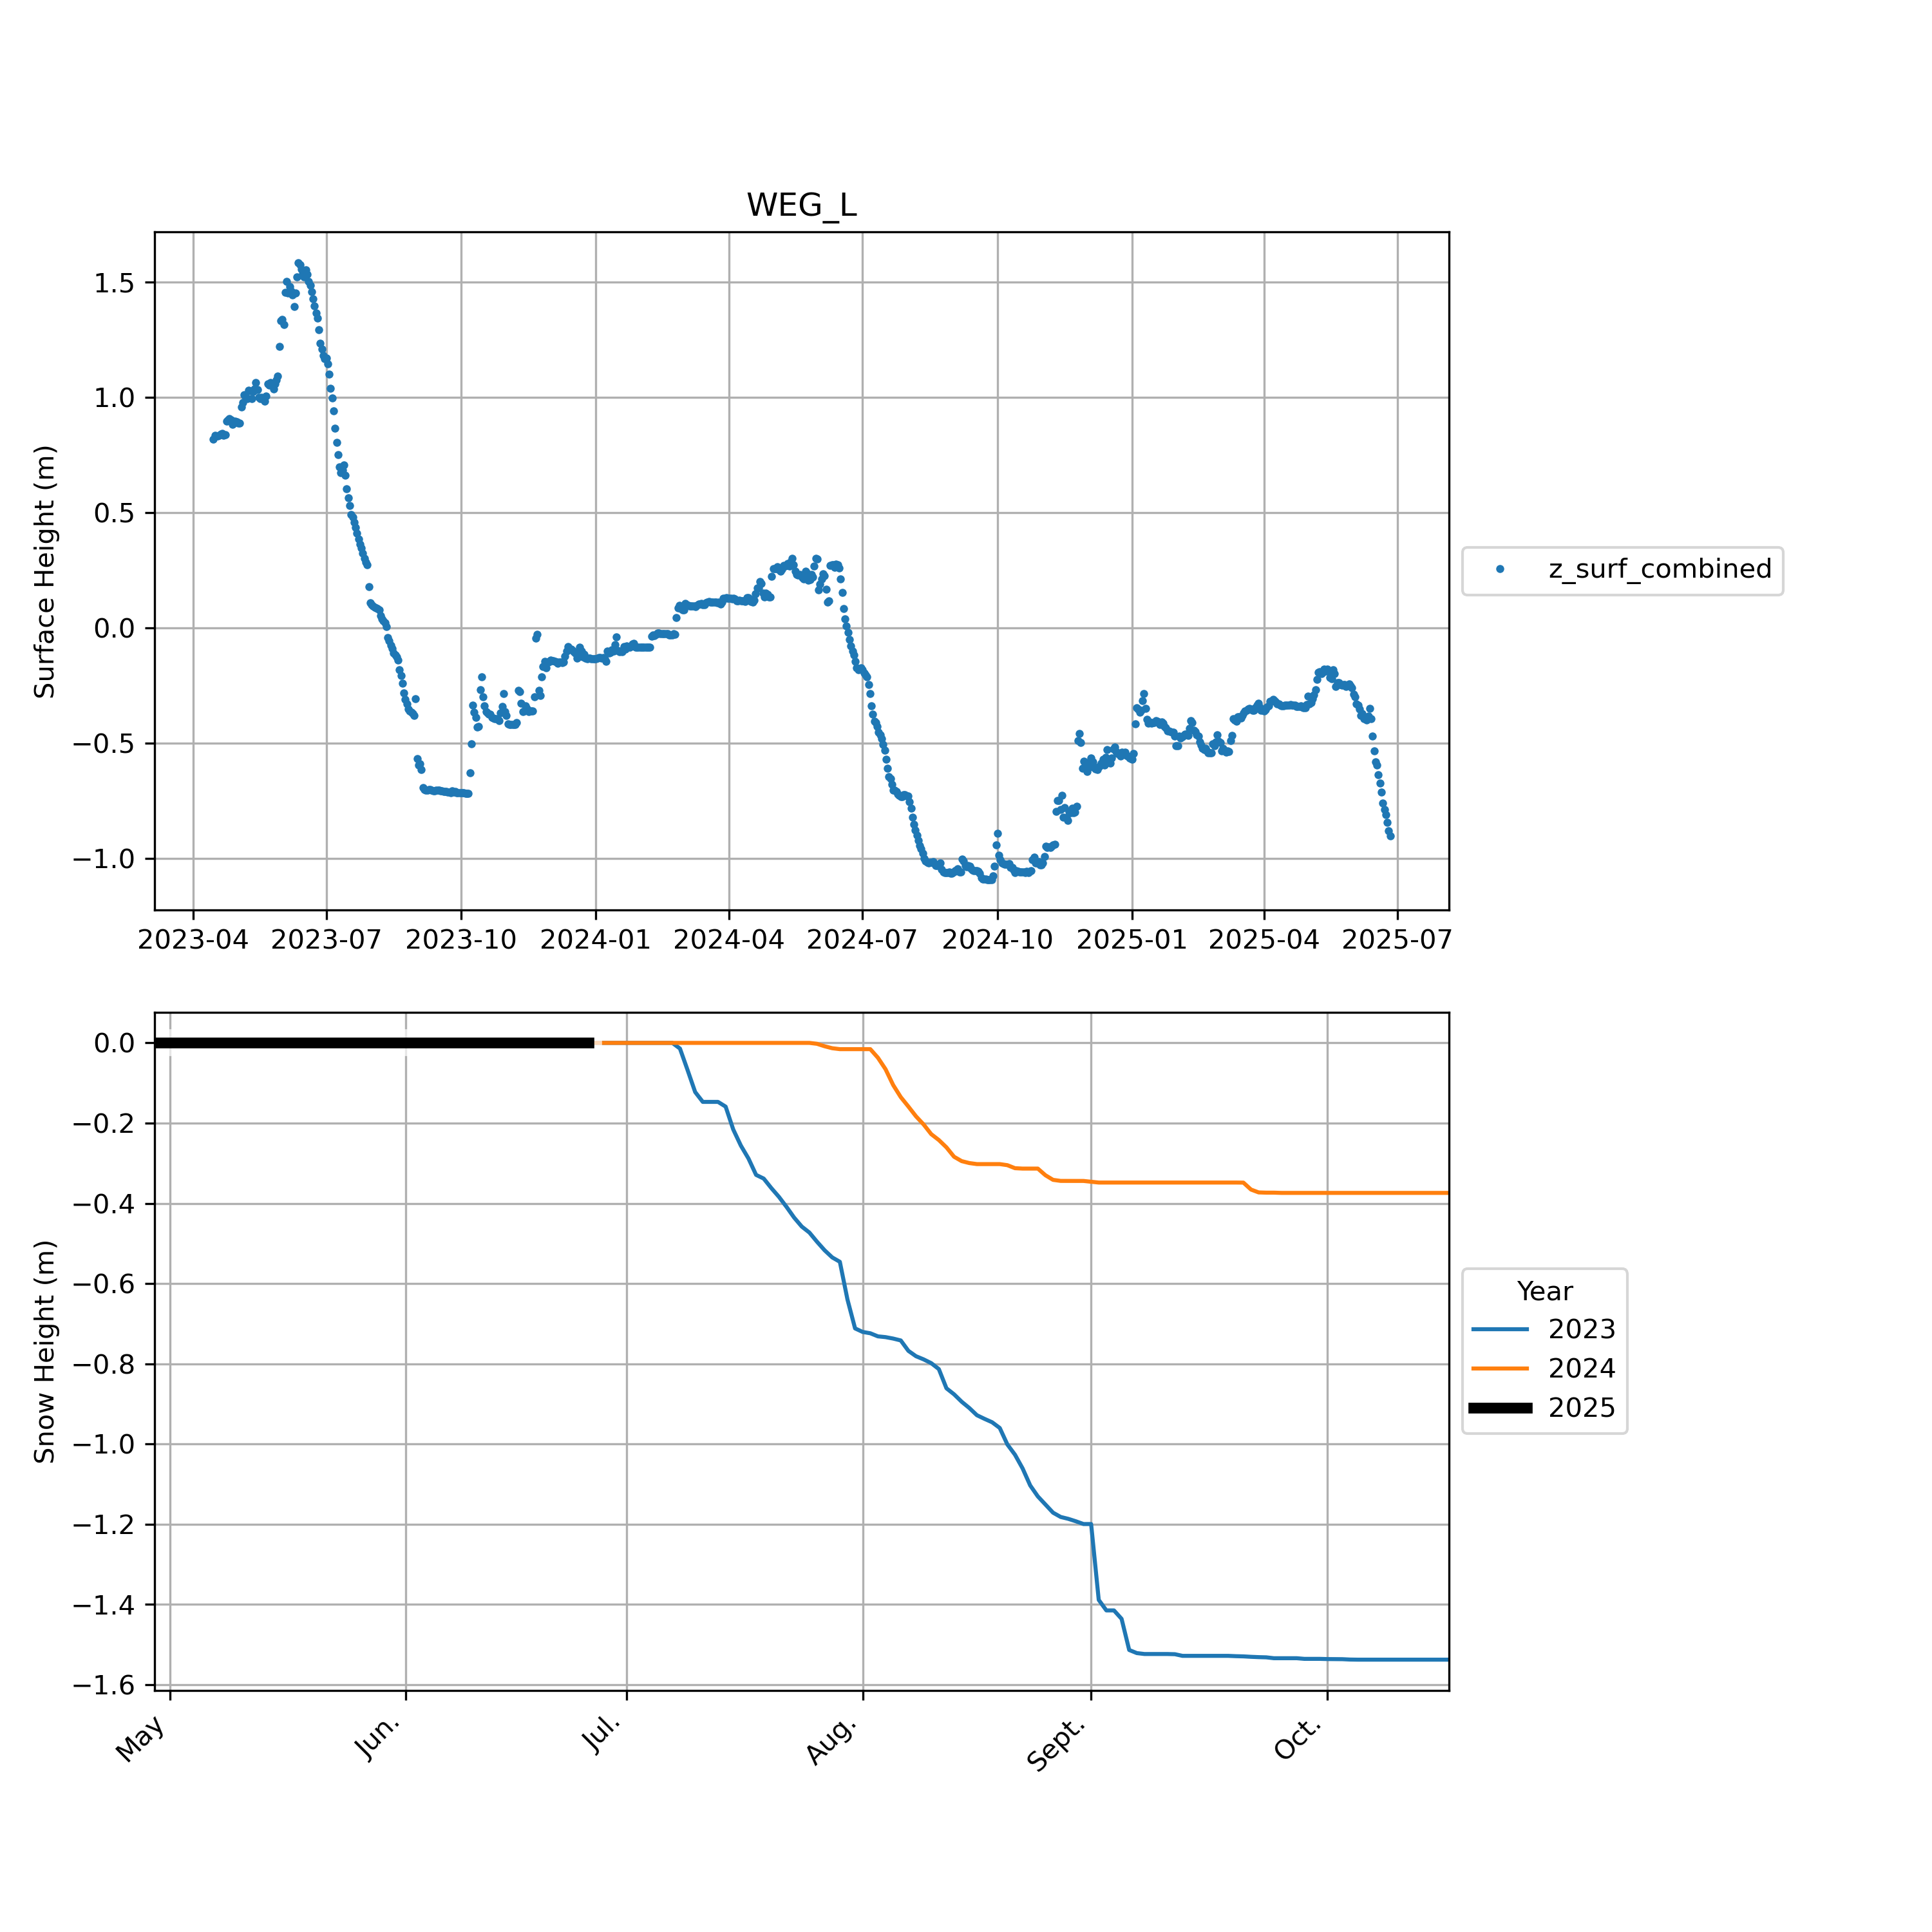 WEG_L
Surface Height (m)
1.5
1.0
0.5
0.0
−0.5
−1.0
2023-04 2023-07 2023-10 2024-01 2024-04 2024-07 2024-10 2025-01 2025-04 2025-07
z_surf_combined
Snow Height (m)
0.0
−0.2
−0.4
−0.6
−0.8
−1.0
−1.2
−1.4
−1.6
May Jun. Jul. Aug. Sept. Oct.
Year
2023
2024
2025